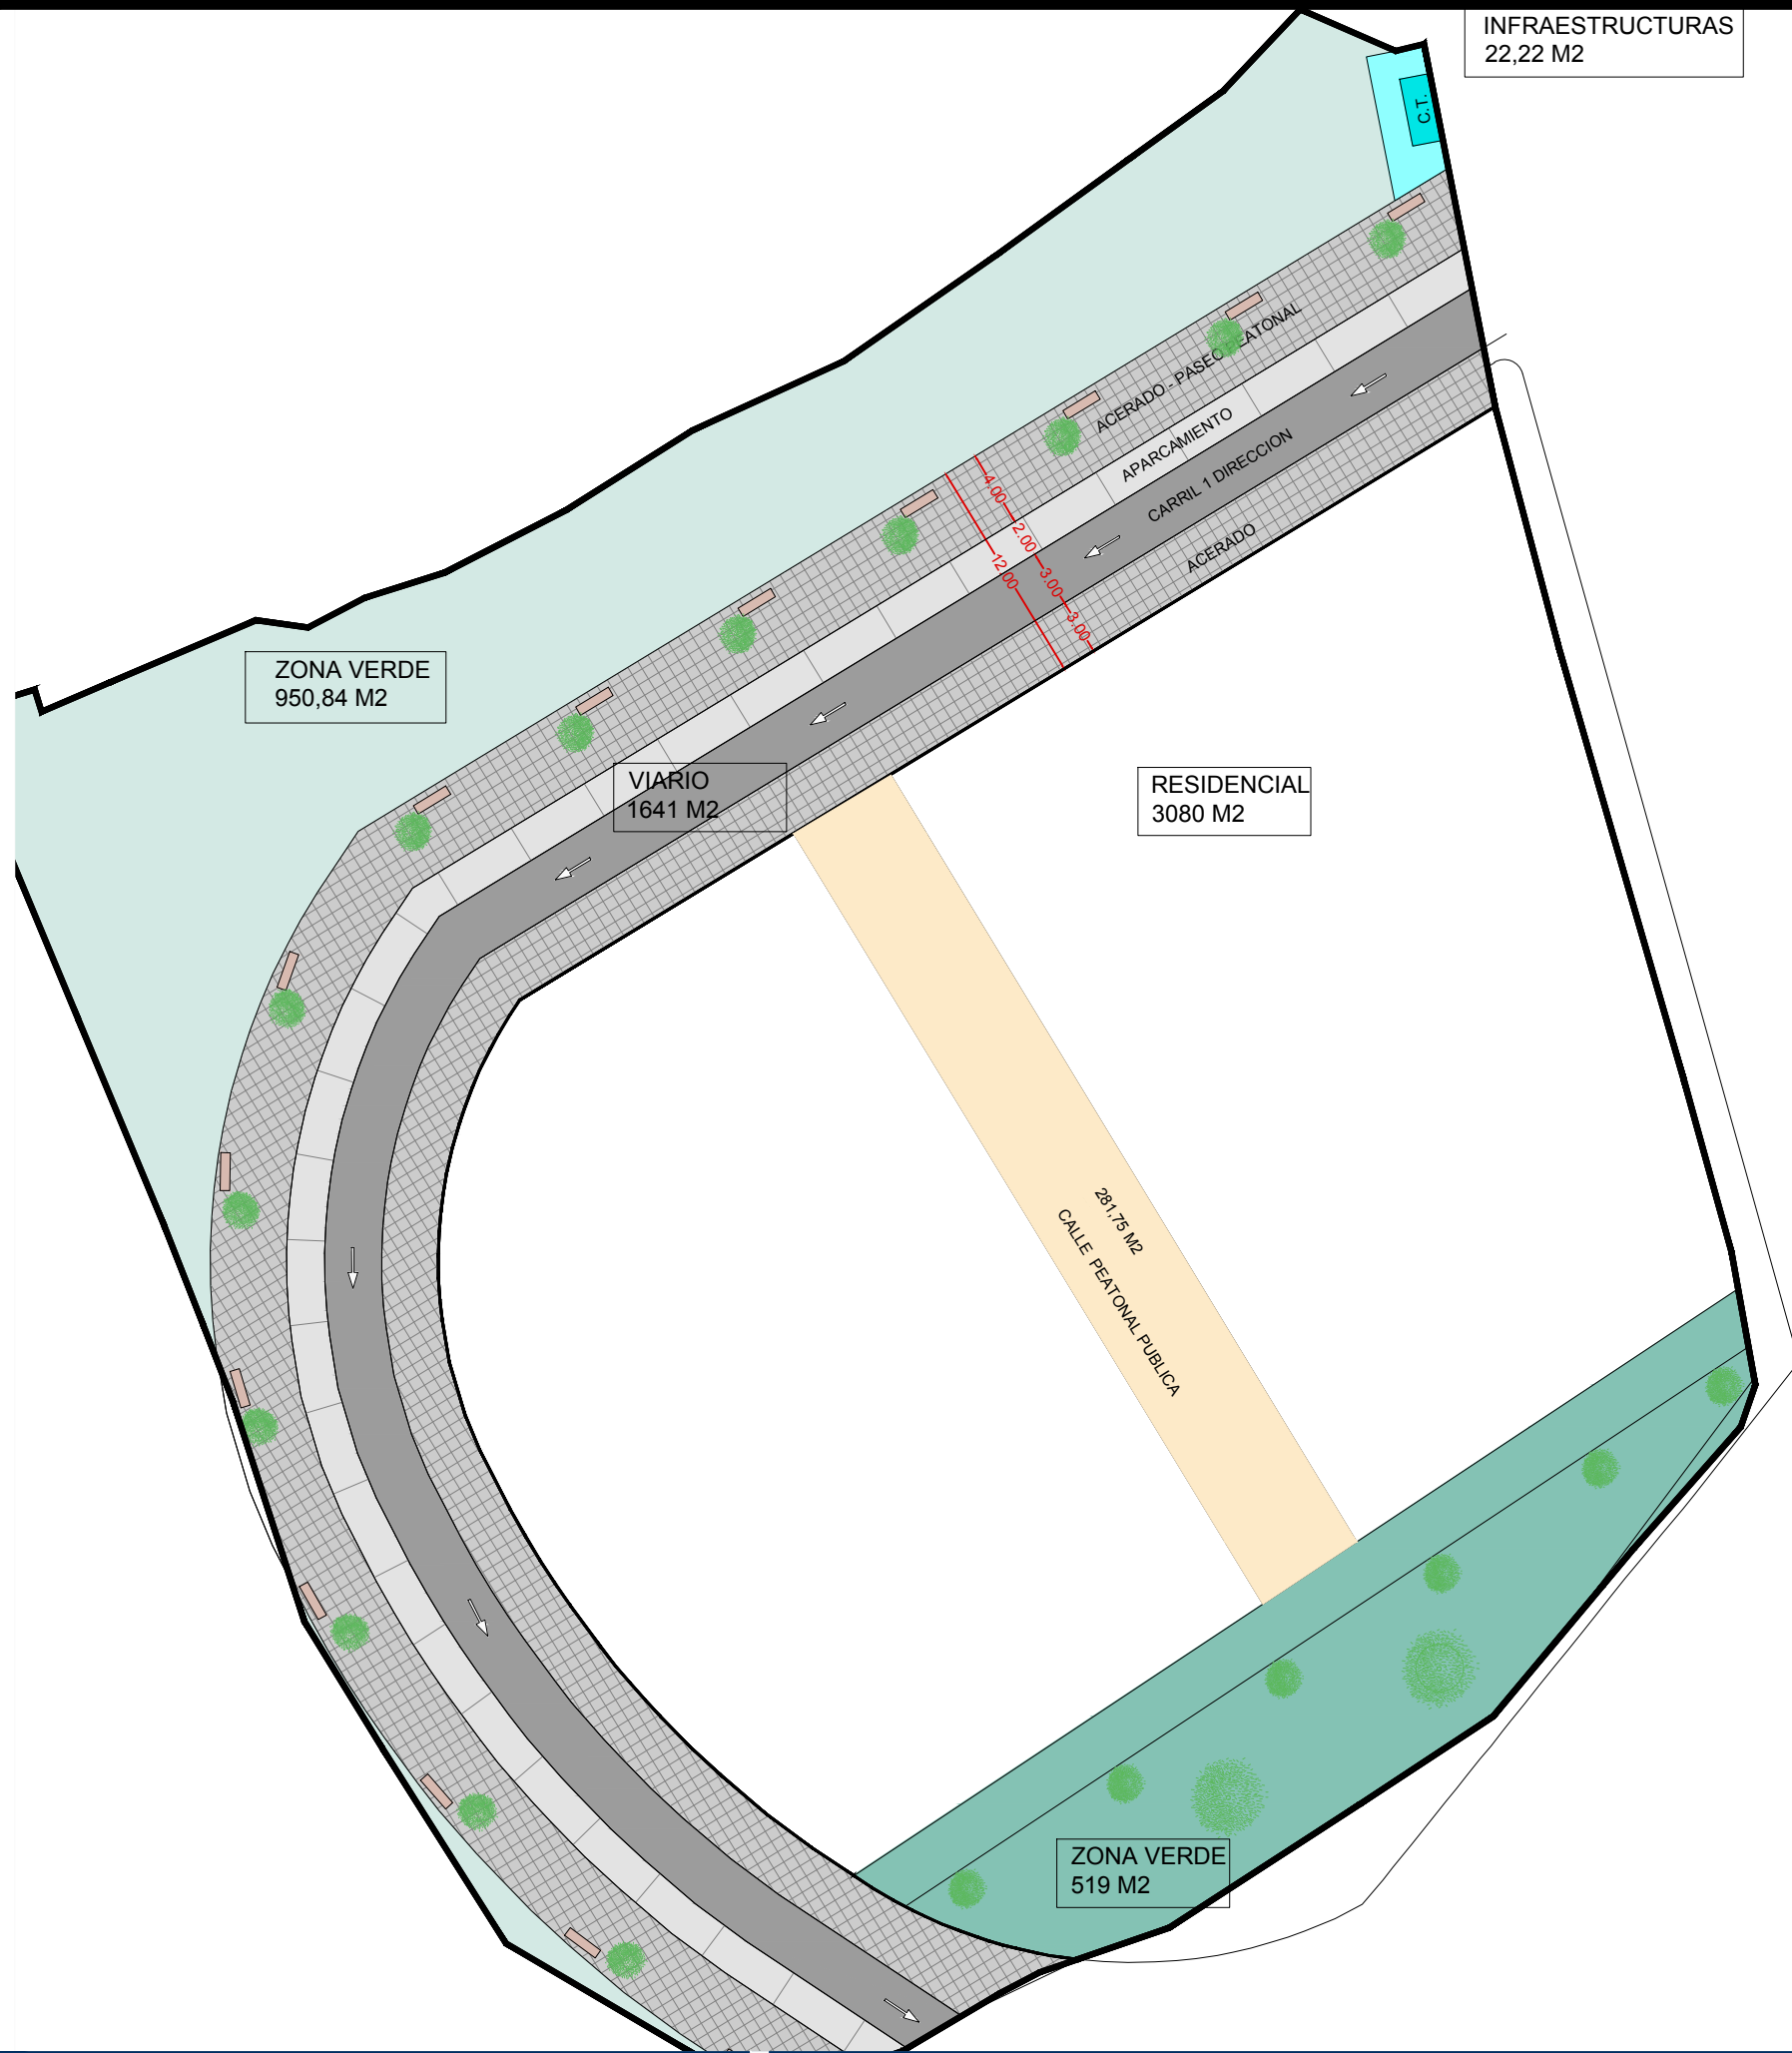 INFRAESTRUCTURAS
22,22 M2
C.T.
ACERADO - PASEO PEATONAL
APARCAMIENTO
CARRIL 1 DIRECCION
ACERADO
4.00
2.00
3.00
3.00
12.00
ZONA VERDE
950,84 M2
VIARIO
1641 M2
RESIDENCIAL
3080 M2
281,75 M2
CALLE PEATONAL PUBLICA
ZONA VERDE
519 M2